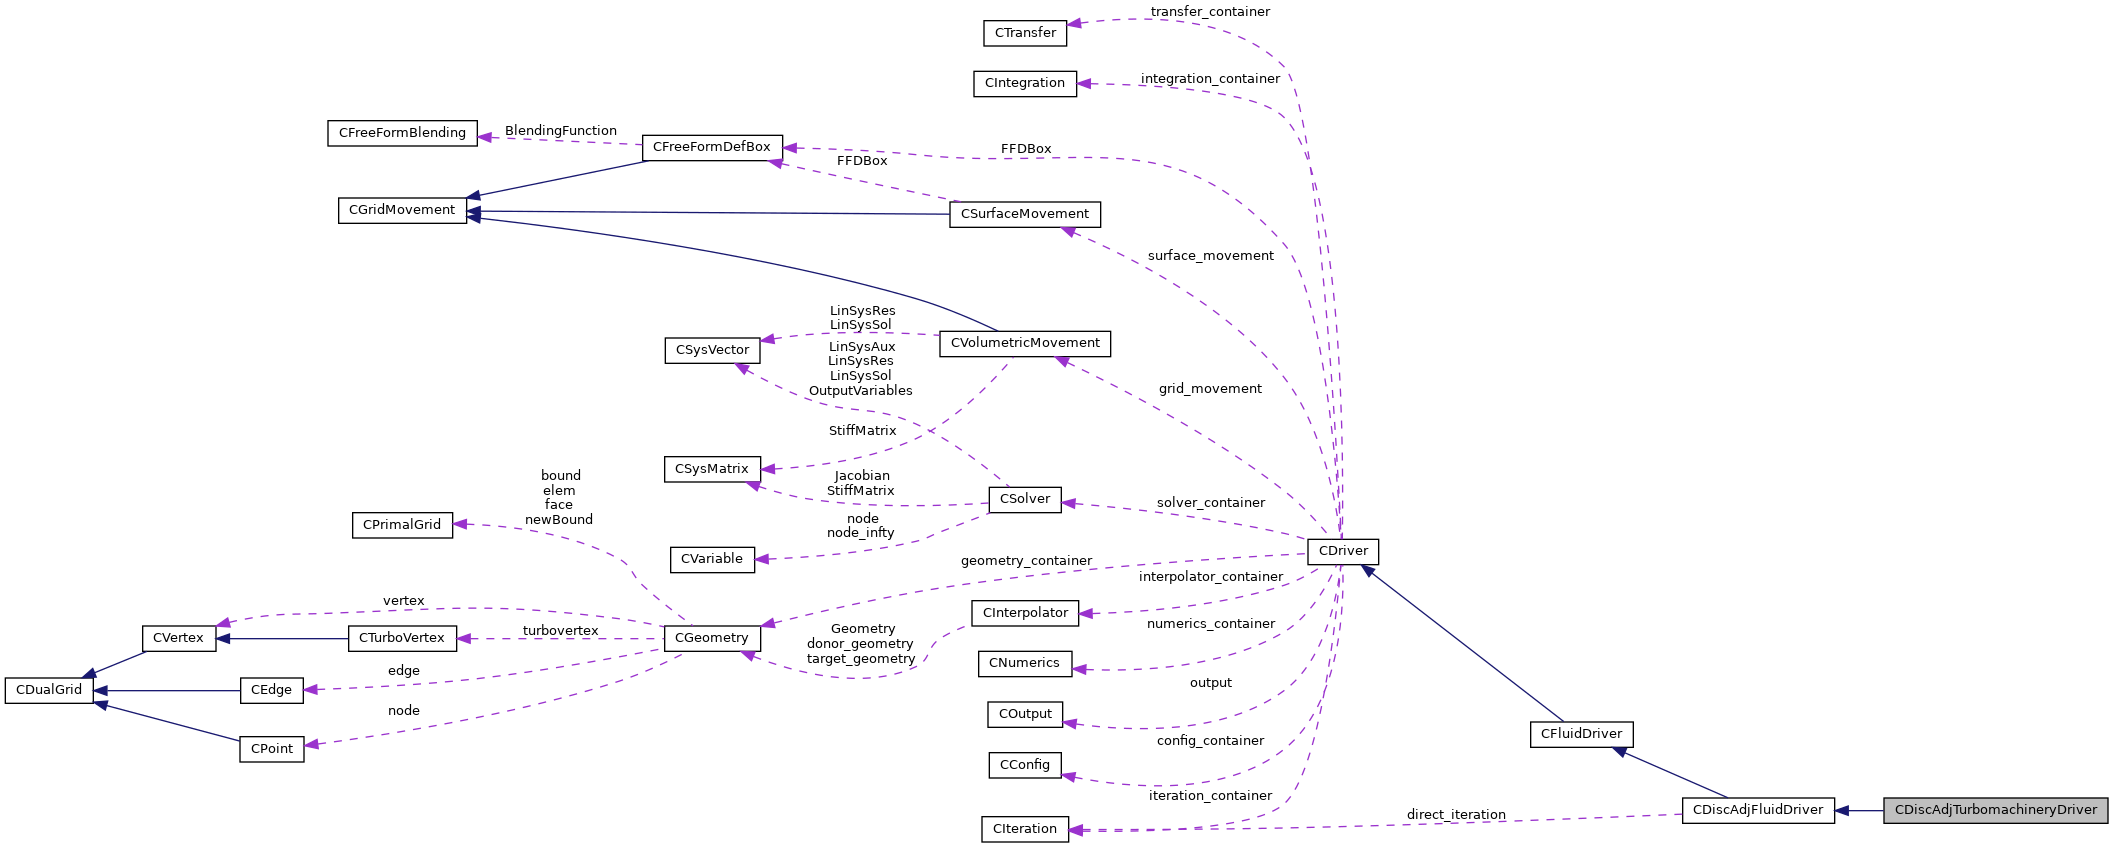 transfer_container
CTransfer
integration_container
CIntegration
CFreeFormBlending
BlendingFunction
CFreeFormDefBox
FFDBox
FFDBox
CGridMovement
CSurfaceMovement
surface_movement
LinSysRes
LinSysSol
CSysVector
CVolumetricMovement
LinSysAux
LinSysRes
LinSysSol
OutputVariables
grid_movement
StiffMatrix
CSysMatrix
Jacobian
StiffMatrix
CSolver
solver_container
bound
elem
face
newBound
CPrimalGrid
node
node_infty
CVariable
CDriver
geometry_container
interpolator_container
vertex
CInterpolator
CVertex
CTurboVertex
turbovertex
CGeometry
Geometry
donor_geometry
target_geometry
numerics_container
CNumerics
edge
CDualGrid
CEdge
output
node
COutput
CPoint
config_container
CFluidDriver
CConfig
iteration_container
CIteration
direct_iteration
CDiscAdjFluidDriver
CDiscAdjTurbomachineryDriver